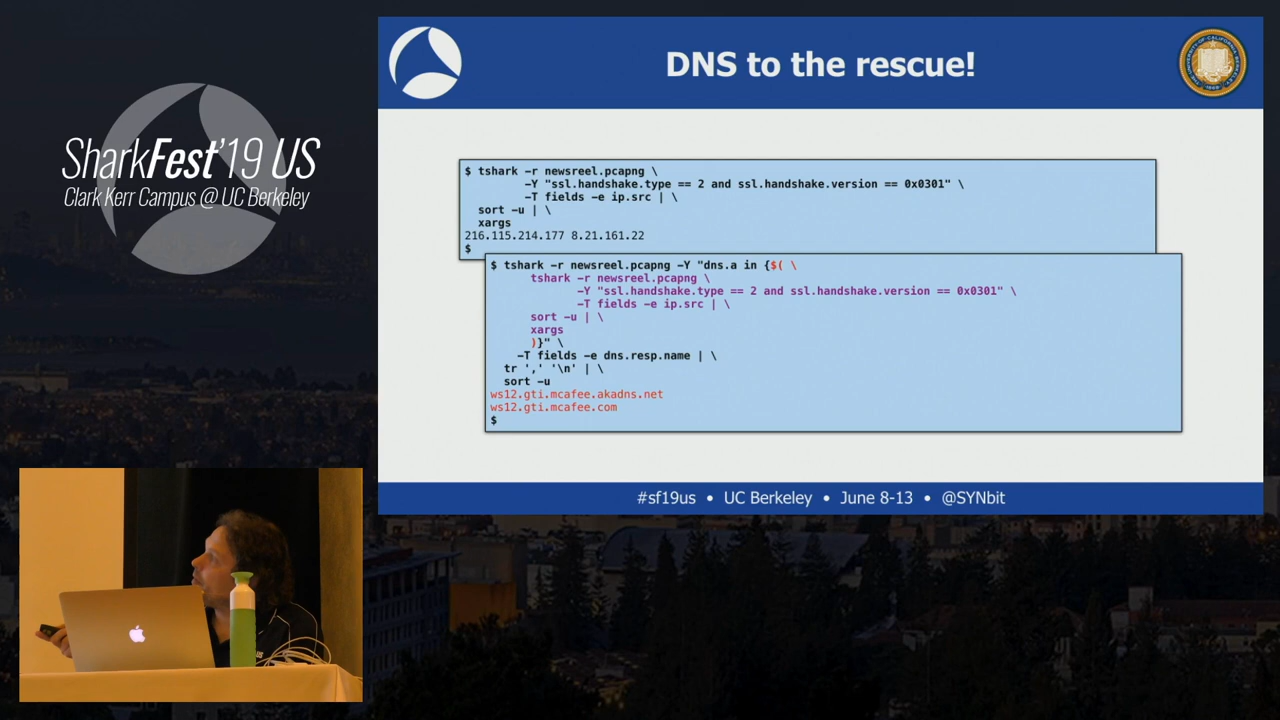 SharkFest'19 US
Clark Kerr Campus @ UC Berkeley
DNS to the rescue!
$ tshark -r newsreel.pcapng \
-Y "ssl.handshake.type == 2 and ssl.handshake.version == 0x0301" \
-T fields -e ip.src | \
sort -u | \
xargs
216.115.214.177 8.21.161.22
$
$ tshark -r newsreel.pcapng -Y "dns.a in {$( \
tshark -r newsreel.pcapng \
-Y "ssl.handshake.type == 2 and ssl.handshake.version == 0x0301" \
-T fields -e ip.src | \
sort -u | \
xargs
)}" \
-T fields -e dns.resp.name | \
tr ',' '\n' | \
sort -u
ws12.gti.mcafee.akadns.net
ws12.gti.mcafee.com
$
#sf19us • UC Berkeley • June 8-13 • @SYNbit